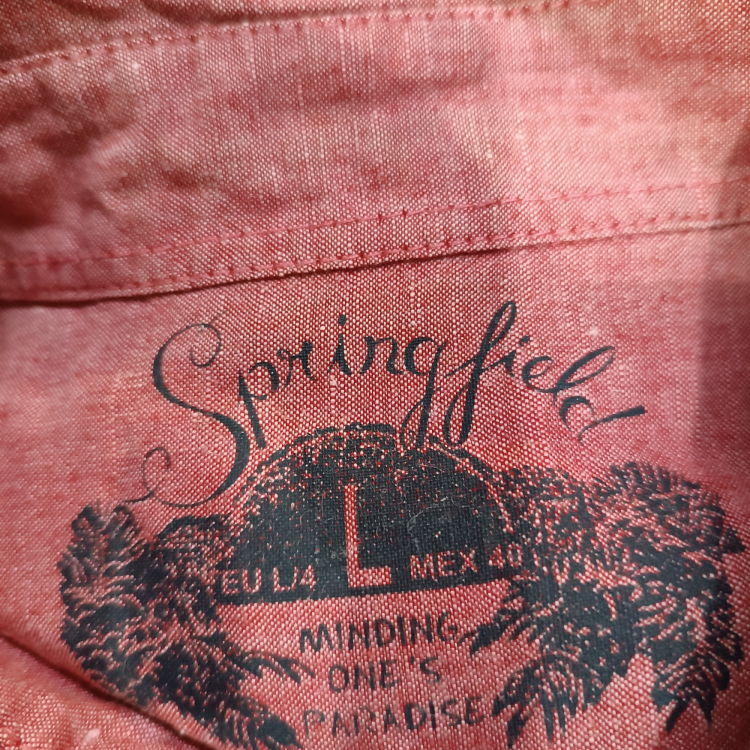 Springfield
EU L/4 L MEX 40
MINDING
ONE'S
PARADISE